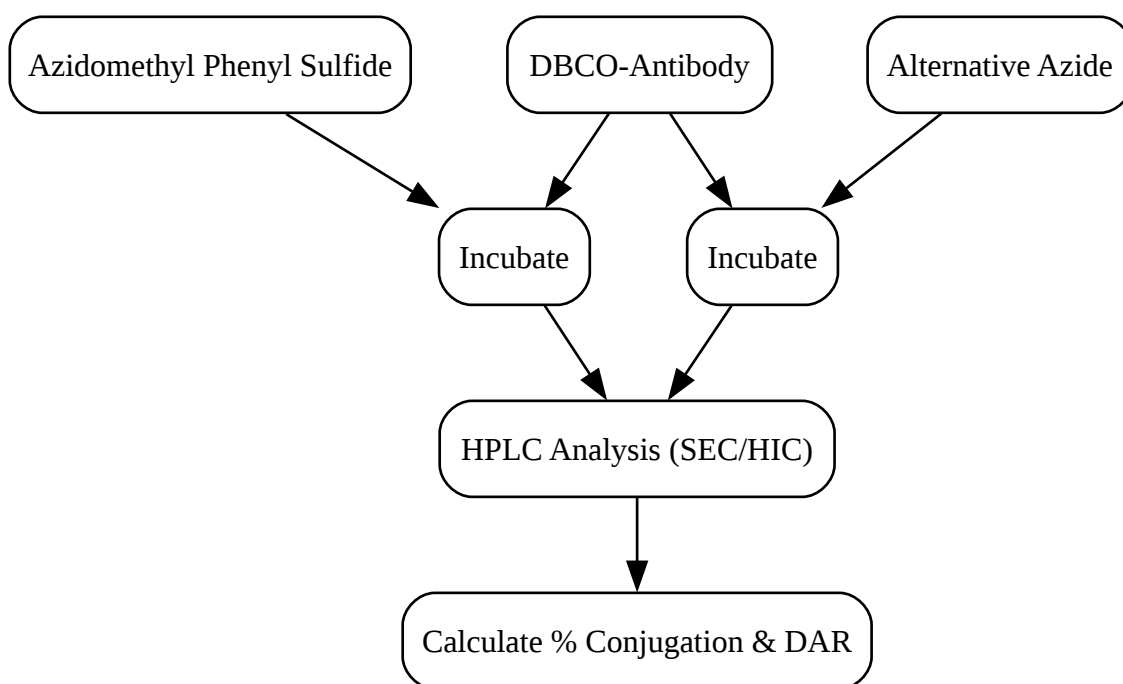 Azidomethyl Phenyl Sulfide
DBCO-Antibody
Alternative Azide
Incubate
Incubate
HPLC Analysis (SEC/HIC)
Calculate % Conjugation & DAR